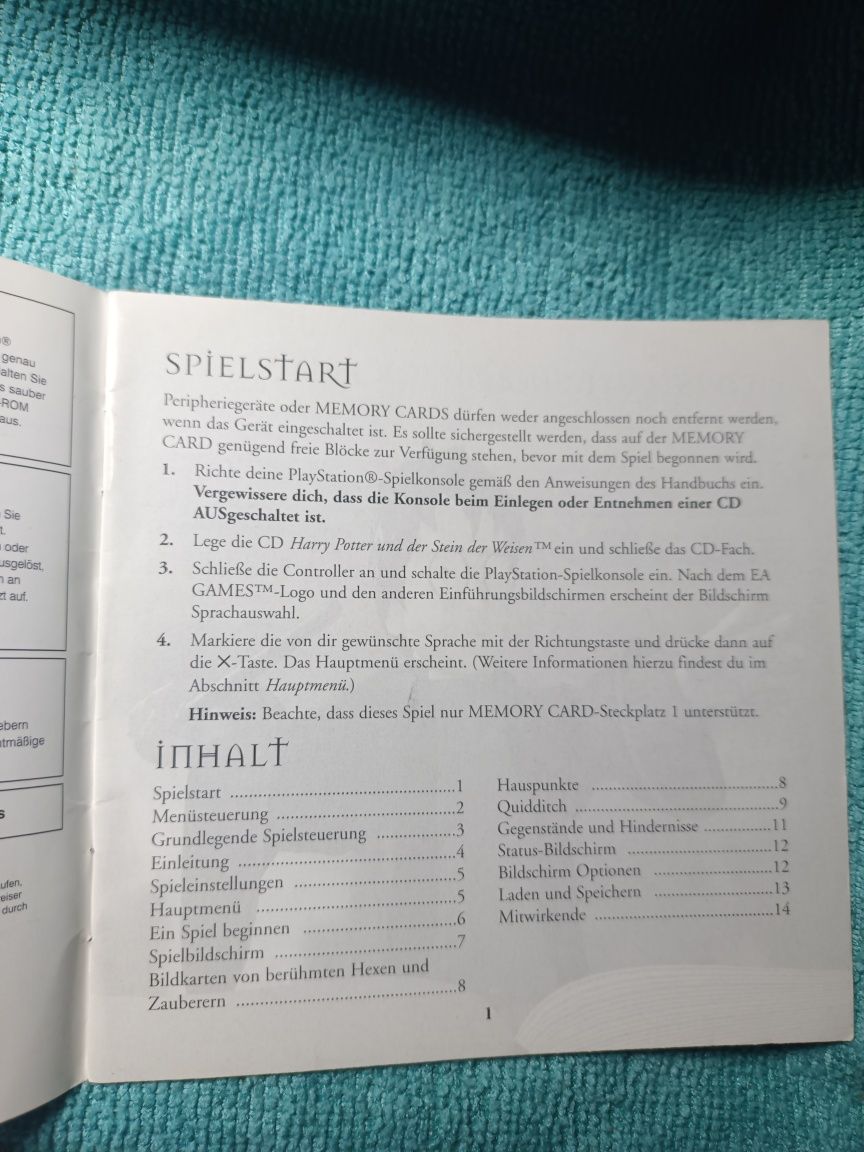 ®
genau
alten Sie
s sauber
-ROM
aus.
Sie
t.
oder
usgelöst,
n an
zt auf.
ebern
htmäßige
s
ufen,
eiser
durch
SPIELSTART
Peripheriegeräte oder MEMORY CARDS dürfen weder angeschlossen noch entfernt werden,
wenn das Gerät eingeschaltet ist. Es sollte sichergestellt werden, dass auf der MEMORY
CARD genügend freie Blöcke zur Verfügung stehen, bevor mit dem Spiel begonnen wird.
1. Richte deine PlayStation®-Spielkonsole gemäß den Anweisungen des Handbuchs ein.
Vergewissere dich, dass die Konsole beim Einlegen oder Entnehmen einer CD
AUSgeschaltet ist.
2. Lege die CD Harry Potter und der Stein der Weisen™ ein und schließe das CD-Fach.
3. Schließe die Controller an und schalte die PlayStation-Spielkonsole ein. Nach dem EA
GAMES™-Logo und den anderen Einführungsbildschirmen erscheint der Bildschirm
Sprachauswahl.
4. Markiere die von dir gewünschte Sprache mit der Richtungstaste und drücke dann auf
die ✕-Taste. Das Hauptmenü erscheint. (Weitere Informationen hierzu findest du im
Abschnitt Hauptmenü.)
Hinweis: Beachte, dass dieses Spiel nur MEMORY CARD-Steckplatz 1 unterstützt.
INHALT
Spielstart ..........................................1
Menüsteuerung ..................................2
Grundlegende Spielsteuerung ................3
Einleitung ........................................4
Spieleinstellungen ..............................5
Hauptmenü ......................................5
Ein Spiel beginnen ............................6
Spielbildschirm ..................................7
Bildkarten von berühmten Hexen und
Zauberern ........................................8
Hauspunkte ..................................8
Quidditch ......................................9
Gegenstände und Hindernisse .............11
Status-Bildschirm ...........................12
Bildschirm Optionen ......................12
Laden und Speichern ......................13
Mitwirkende ..................................14
1